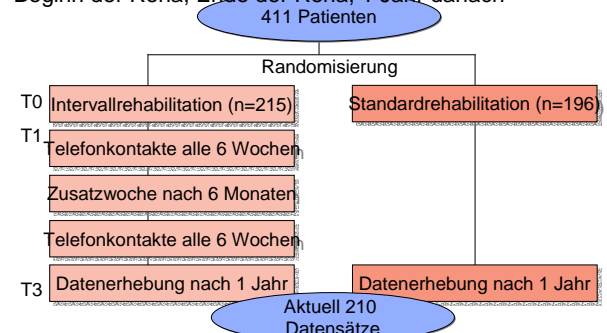 Beginn der Reha, Ende der Reha, 1 Jahr danach
411 Patienten
Randomisierung
T0 Intervallrehabilitation (n=215) Standardrehabilitation (n=196)
T1 Telefonkontakte alle 6 Wochen
Zusatzwoche nach 6 Monaten
Telefonkontakte alle 6 Wochen
T3 Datenerhebung nach 1 Jahr Datenerhebung nach 1 Jahr
Aktuell 210
Datensätze